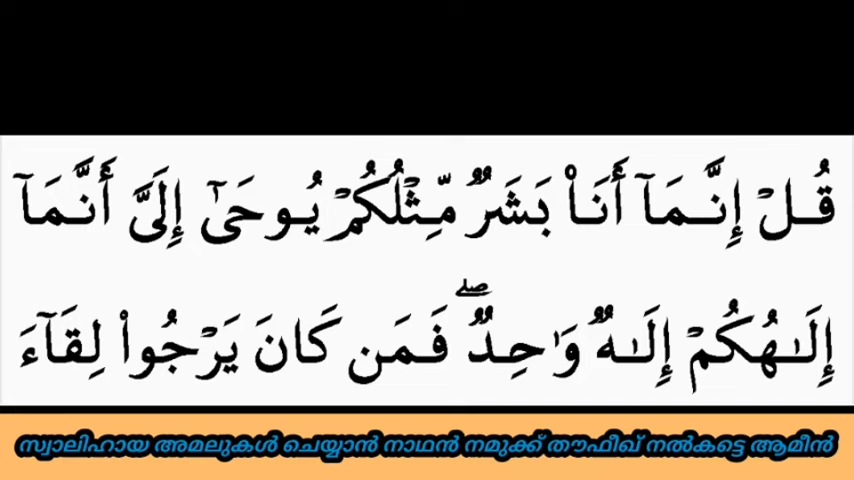 قُلْ إِنَّمَآ أَنَا۠ بَشَرٌ مِّثْلُكُمْ يُوحَىٰٓ إِلَىَّ أَنَّمَآ
إِلَـٰهُكُمْ إِلَـٰهٌ وَٰحِدٌ ۖ فَمَن كَانَ يَرْجُوا۟ لِقَآءَ
സ്വാലിഹായ അമലുകൾ ചെയ്യാൻ നാഥൻ നമുക്ക് തൗഫീഖ് നൽകട്ടെ ആമീൻ